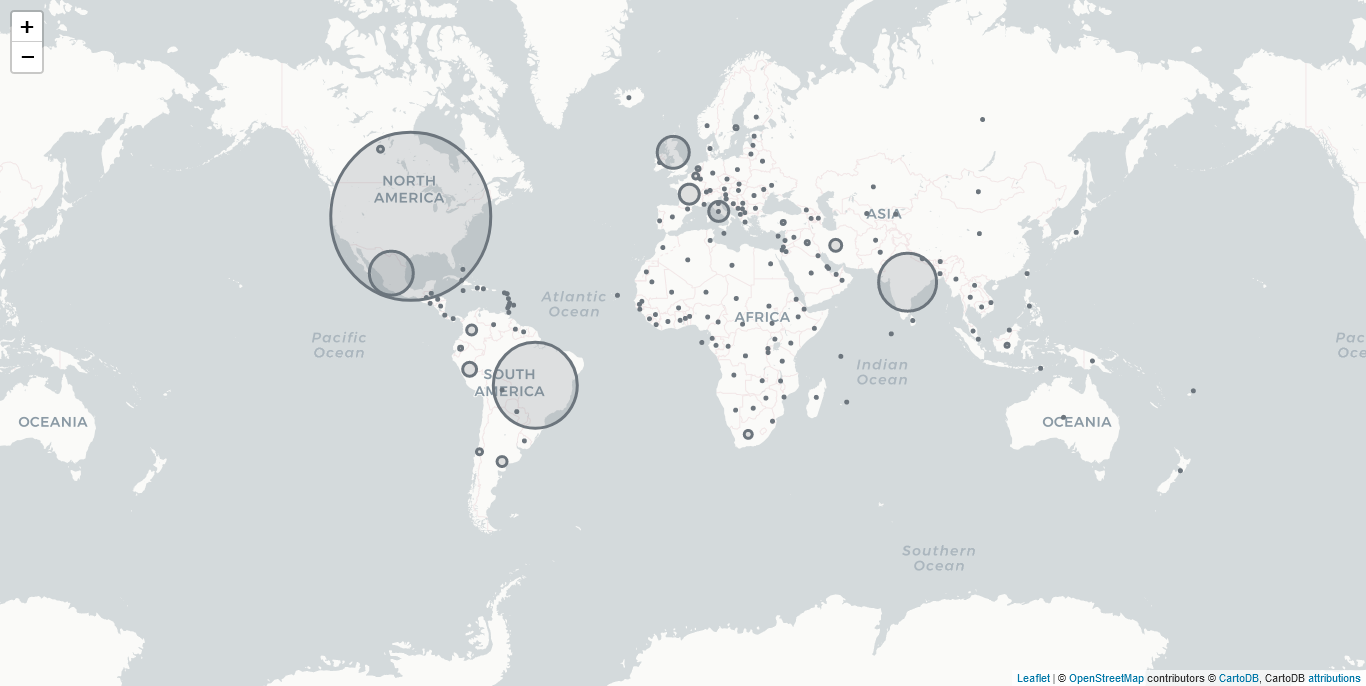 +
−
NORTH
AMERICA
ASIA
Atlantic
Ocean
AFRICA
Pacific
Ocean
Pac
Oce
Indian
Ocean
SOUTH
AMERICA
OCEANIA
OCEANIA
Southern
Ocean
Leaflet | © OpenStreetMap contributors © CartoDB, CartoDB attributions